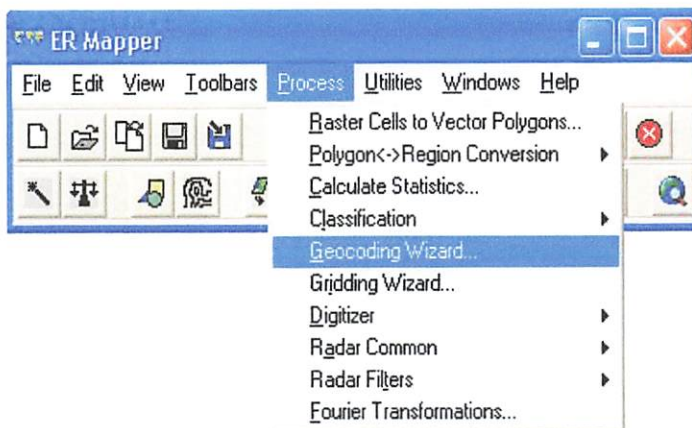 ER Mapper
File Edit View Toolbars Process Utilities Windows Help
Raster Cells to Vector Polygons...
Polygon<->Region Conversion
Calculate Statistics...
Classification
Geocoding Wizard...
Gridding Wizard...
Digitizer
Radar Common
Radar Filters
Fourier Transformations...